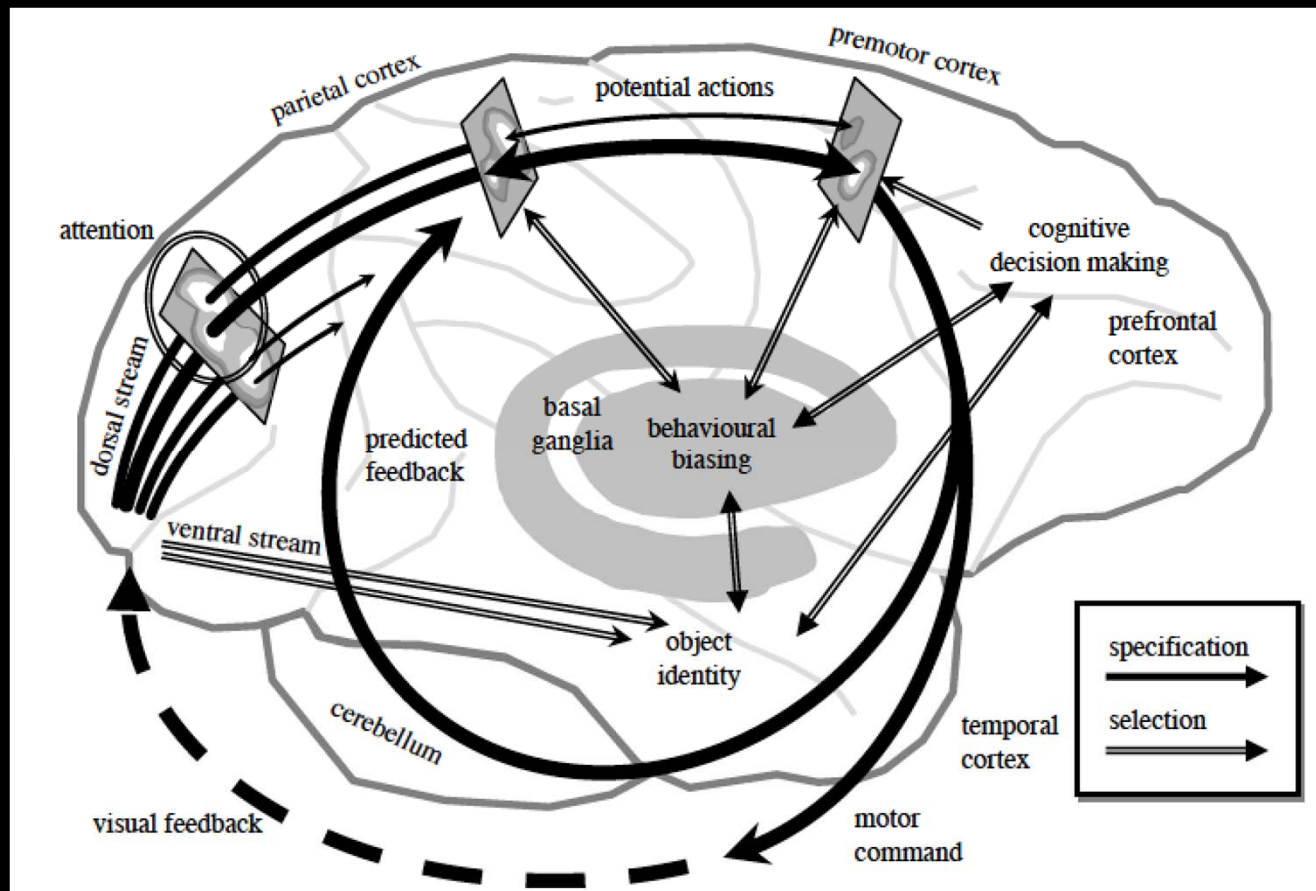 premotor cortex
parietal cortex
potential actions
attention
cognitive
decision making
prefrontal
cortex
dorsal stream
basal
ganglia
behavioural
biasing
predicted
feedback
ventral stream
object
identity
specification
selection
cerebellum
temporal
cortex
visual feedback
motor
command